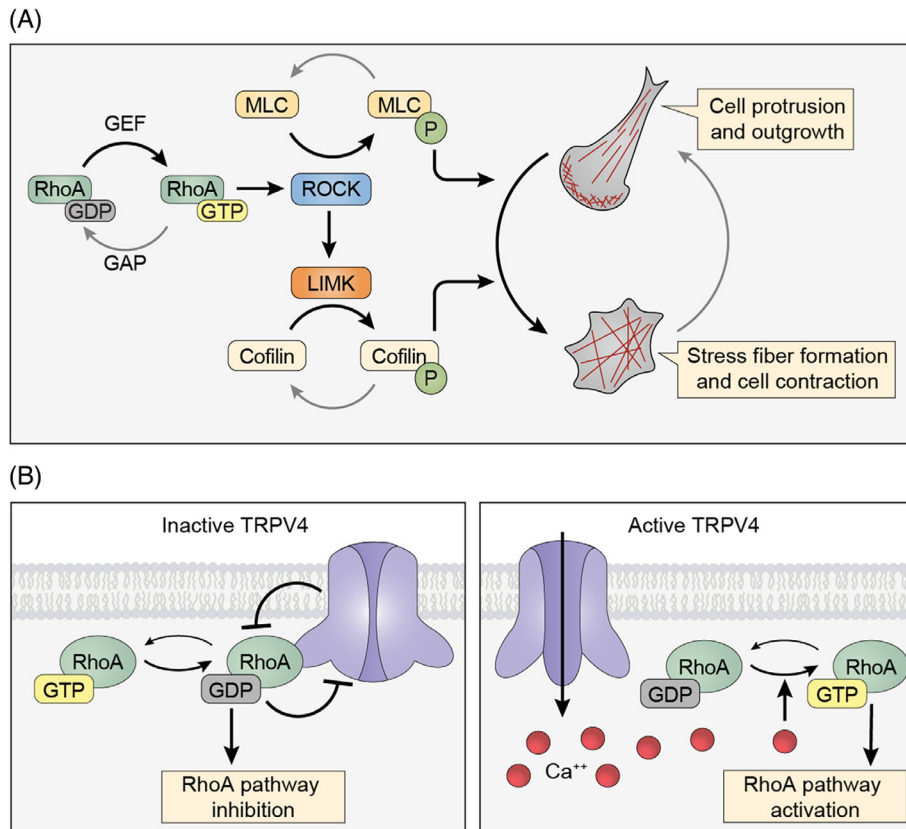 (A)
MLC
MLC
P
Cell protrusion
and outgrowth
GEF
RhoA
GDP
RhoA
GTP
ROCK
GAP
LIMK
Cofilin
Cofilin
P
Stress fiber formation
and cell contraction
(B)
Inactive TRPV4
RhoA
GTP
RhoA
GDP
RhoA pathway
inhibition
Active TRPV4
RhoA
GDP
RhoA
GTP
Ca⁺⁺
RhoA pathway
activation